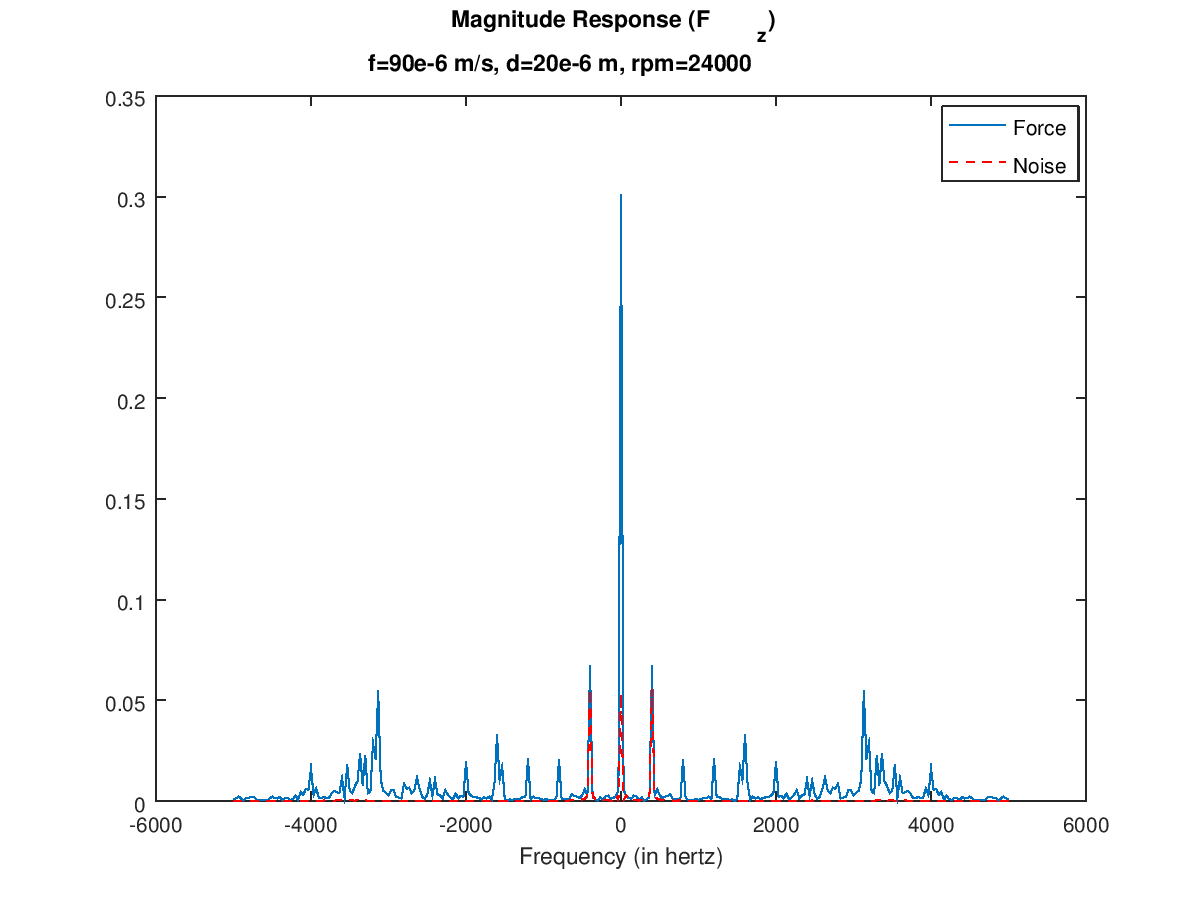 Magnitude Response (F z)
f=90e-6 m/s, d=20e-6 m, rpm=24000
0.35
0.3
0.25
0.2
0.15
0.1
0.05
0
Force
Noise
-6000 -4000 -2000 0 2000 4000 6000
Frequency (in hertz)